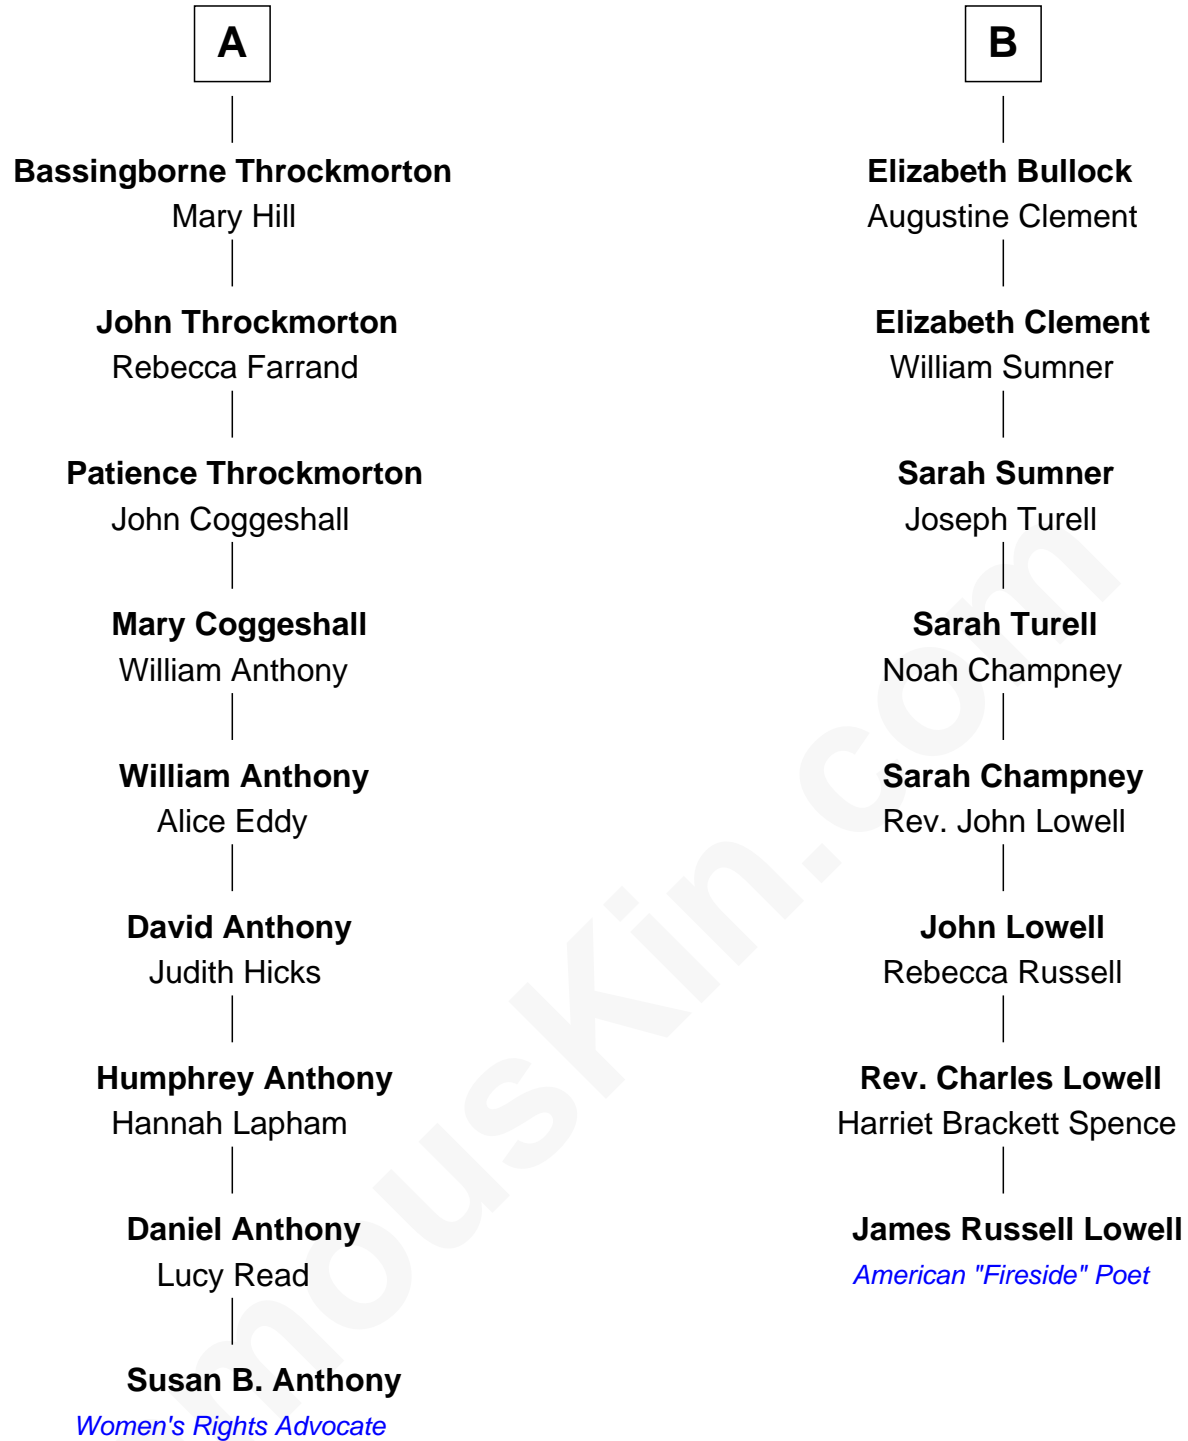 A
Bassingborne Throckmorton
Mary Hill
John Throckmorton
Rebecca Farrand
Patience Throckmorton
John Coggeshall
Mary Coggeshall
William Anthony
William Anthony
Alice Eddy
David Anthony
Judith Hicks
Humphrey Anthony
Hannah Lapham
Daniel Anthony
Lucy Read
Susan B. Anthony
Women's Rights Advocate
B
Elizabeth Bullock
Augustine Clement
Elizabeth Clement
William Sumner
Sarah Sumner
Joseph Turell
Sarah Turell
Noah Champney
Sarah Champney
Rev. John Lowell
John Lowell
Rebecca Russell
Rev. Charles Lowell
Harriet Brackett Spence
James Russell Lowell
American "Fireside" Poet
mousKin.com